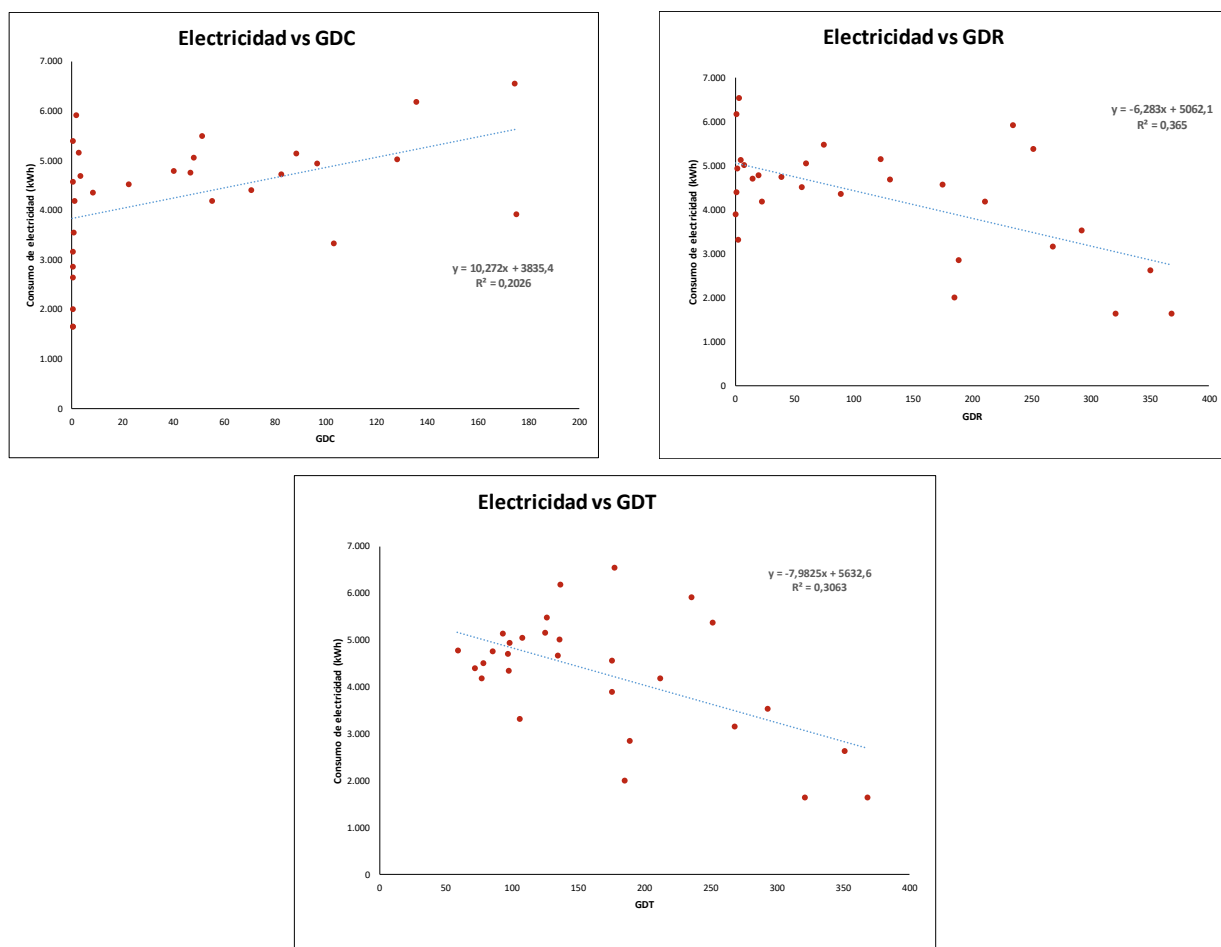 Electricidad vs GDC
7.000
6.000
5.000
4.000
3.000
2.000
1.000
0
Consumo de electricidad (kWh)
y = 10,272x + 3835,4
R² = 0,2026
0 20 40 60 80 100 120 140 160 180 200
GDC
Electricidad vs GDR
7.000
6.000
5.000
4.000
3.000
2.000
1.000
0
Consumo de electricidad (kWh)
y = -6,283x + 5062,1
R² = 0,365
0 50 100 150 200 250 300 350 400
GDR
Electricidad vs GDT
7.000
6.000
5.000
4.000
3.000
2.000
1.000
0
Consumo de electricidad (kWh)
y = -7,9825x + 5632,6
R² = 0,3063
0 50 100 150 200 250 300 350 400
GDT